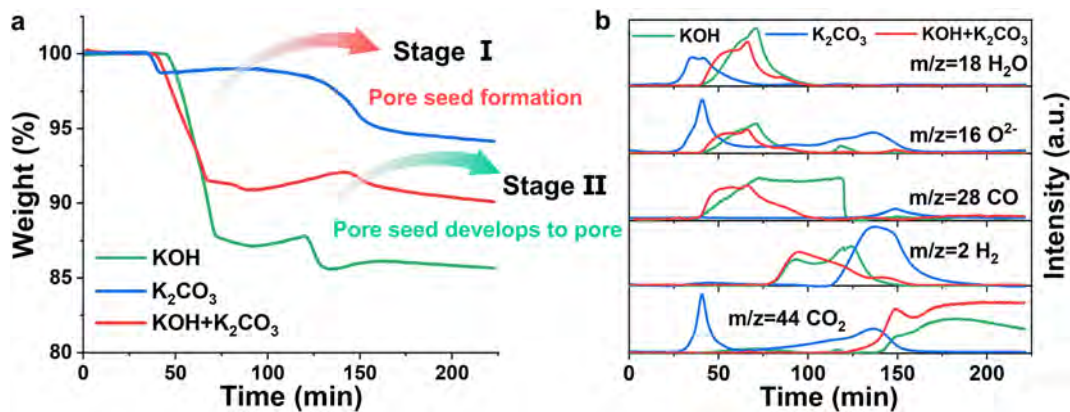 a
Weight (%)
100
95
90
85
80
Stage Ⅰ
Pore seed formation
Stage Ⅱ
Pore seed develops to pore
KOH
K₂CO₃
KOH+K₂CO₃
0 50 100 150 200
Time (min)
b
KOH K₂CO₃ KOH+K₂CO₃
m/z=18 H₂O
m/z=16 O²⁻
m/z=28 CO
m/z=2 H₂
m/z=44 CO₂
0 50 100 150 200
Time (min)
Intensity (a.u.)